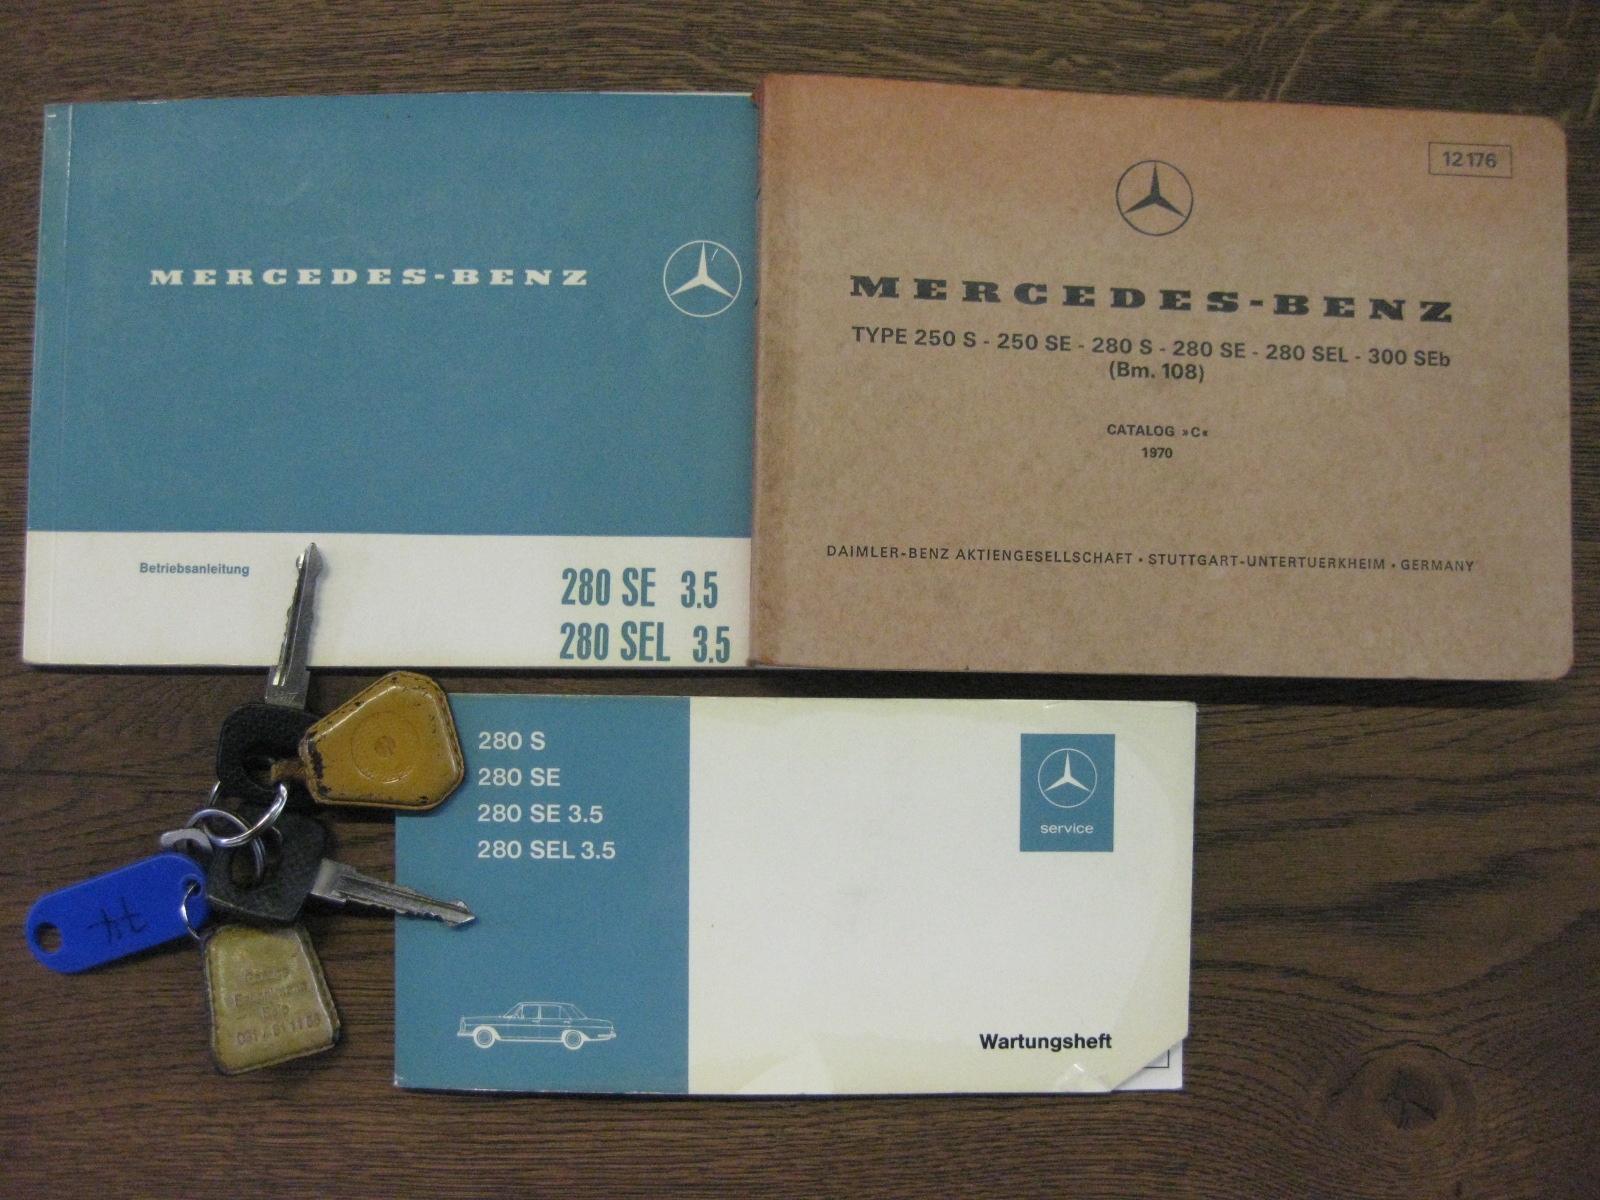 MERCEDES-BENZ
Betriebsanleitung
280 SE 3.5
280 SEL 3.5
12176
MERCEDES-BENZ
TYPE 250 S - 250 SE - 280 S - 280 SE - 280 SEL - 300 SEb
(Bm. 108)
CATALOG »C«
1970
DAIMLER-BENZ AKTIENGESELLSCHAFT • STUTTGART-UNTERTUERKHEIM • GERMANY
280 S
280 SE
280 SE 3.5
280 SEL 3.5
service
Wartungsheft
74